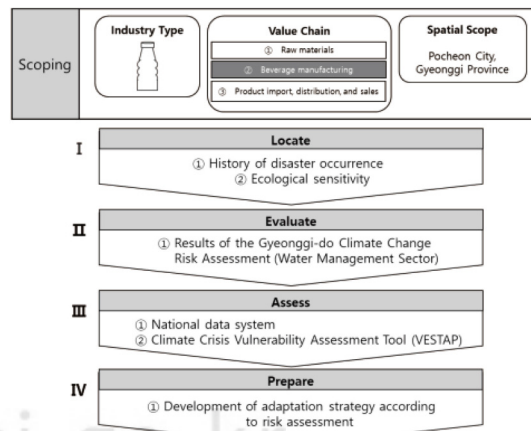 Scoping
Industry Type
Value Chain
① Raw materials
② Beverage manufacturing
③ Product import, distribution, and sales
Spatial Scope
Pocheon City,
Gyeonggi Province
I
Locate
① History of disaster occurrence
② Ecological sensitivity
II
Evaluate
① Results of the Gyeonggi-do Climate Change
Risk Assessment (Water Management Sector)
III
Assess
① National data system
② Climate Crisis Vulnerability Assessment Tool (VESTAP)
IV
Prepare
① Development of adaptation strategy according
to risk assessment